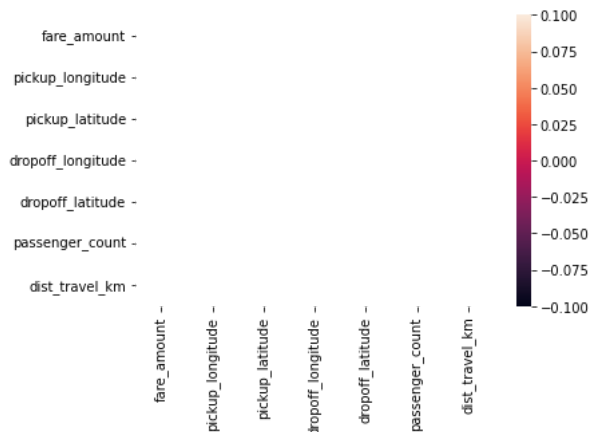 fare_amount
pickup_longitude
pickup_latitude
dropoff_longitude
dropoff_latitude
passenger_count
dist_travel_km
0.100
0.075
0.050
0.025
0.000
−0.025
−0.050
−0.075
−0.100
fare_amount
pickup_longitude
pickup_latitude
dropoff_longitude
dropoff_latitude
passenger_count
dist_travel_km